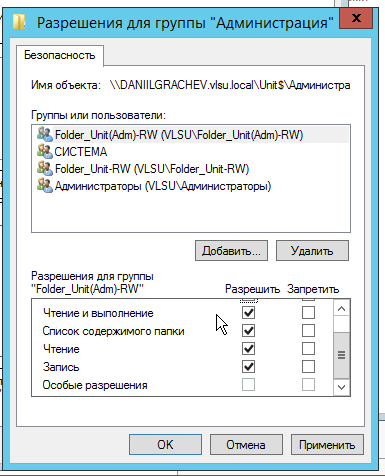 Разрешения для группы "Администрация"
Безопасность
Имя объекта: \\DANIILGRACHEV.vlsu.local\Unit$\Администра
Группы или пользователи:
Folder_Unit(Adm)-RW (VLSU\Folder_Unit(Adm)-RW)
СИСТЕМА
Folder_Unit-RW (VLSU\Folder_Unit-RW)
Администраторы (VLSU\Администраторы)
Добавить... Удалить
Разрешения для группы
"Folder_Unit(Adm)-RW" Разрешить Запретить
Чтение и выполнение
Список содержимого папки
Чтение
Запись
Особые разрешения
OK Отмена Применить